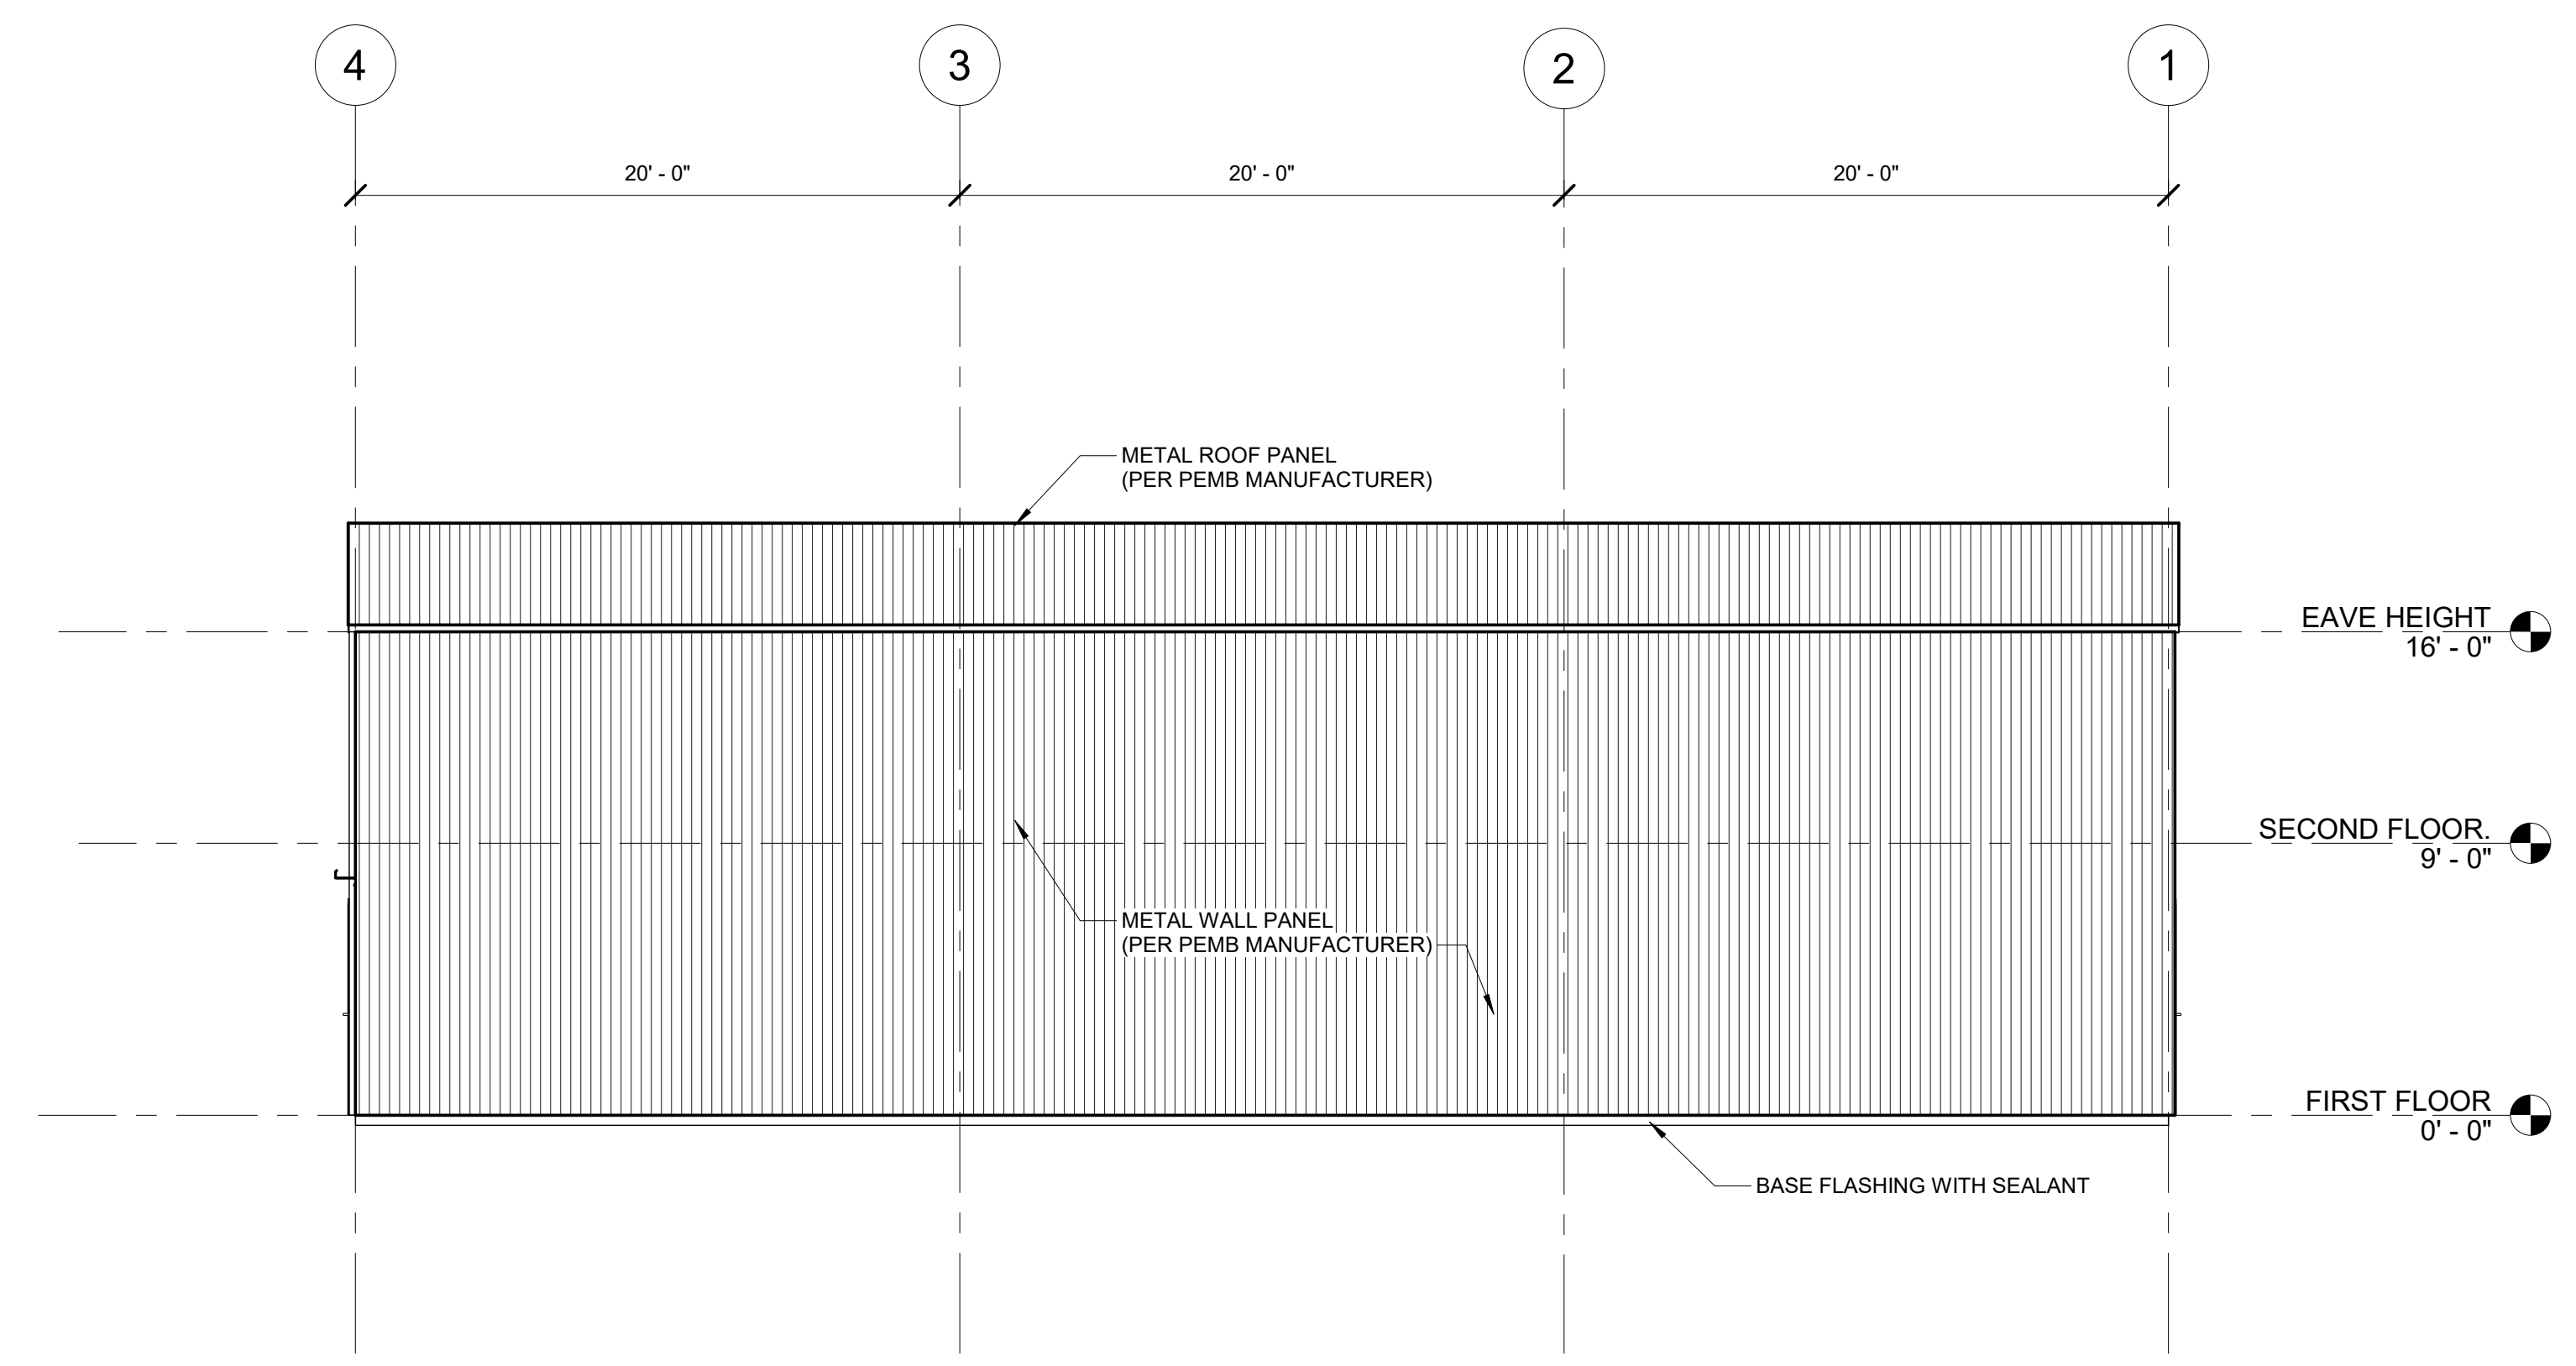 4
3
2
1
20' - 0"
20' - 0"
20' - 0"
METAL ROOF PANEL
(PER PEMB MANUFACTURER)
EAVE HEIGHT
16' - 0"
SECOND FLOOR.
9' - 0"
METAL WALL PANEL
(PER PEMB MANUFACTURER)
FIRST FLOOR
0' - 0"
BASE FLASHING WITH SEALANT